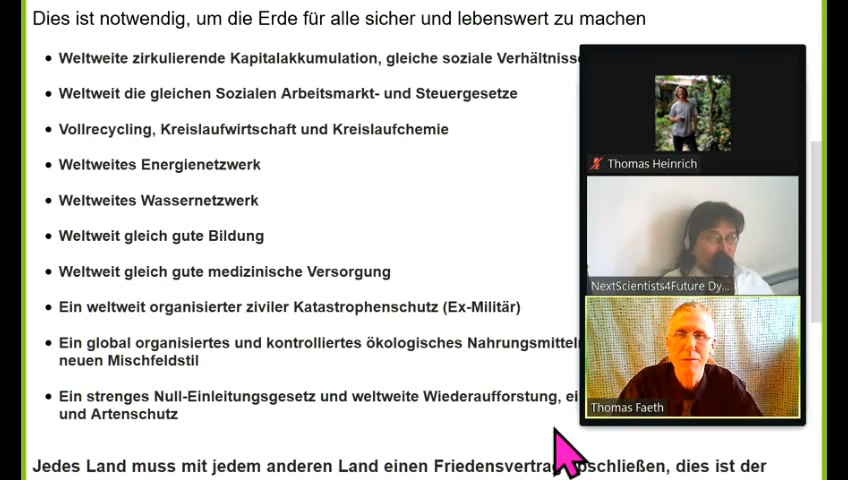 Dies ist notwendig, um die Erde für alle sicher und lebenswert zu machen
Weltweite zirkulierende Kapitalakkumulation, gleiche soziale Verhältnisse
Weltweit die gleichen Sozialen Arbeitsmarkt- und Steuergesetze
Vollrecycling, Kreislaufwirtschaft und Kreislaufchemie
Weltweites Energienetzwerk
Weltweites Wassernetzwerk
Weltweit gleich gute Bildung
Weltweit gleich gute medizinische Versorgung
Ein weltweit organisierter ziviler Katastrophenschutz (Ex-Militär)
Ein global organisiertes und kontrolliertes ökologisches Nahrungsmitteln
neuen Mischfeldstil
Ein strenges Null-Einleitungsgesetz und weltweite Wiederaufforstung,
und Artenschutz
Jedes Land muss mit jedem anderen Land einen Friedensvertrag dies ist der
Thomas Heinrich
NextScientists4Future Dy...
Thomas Faeth